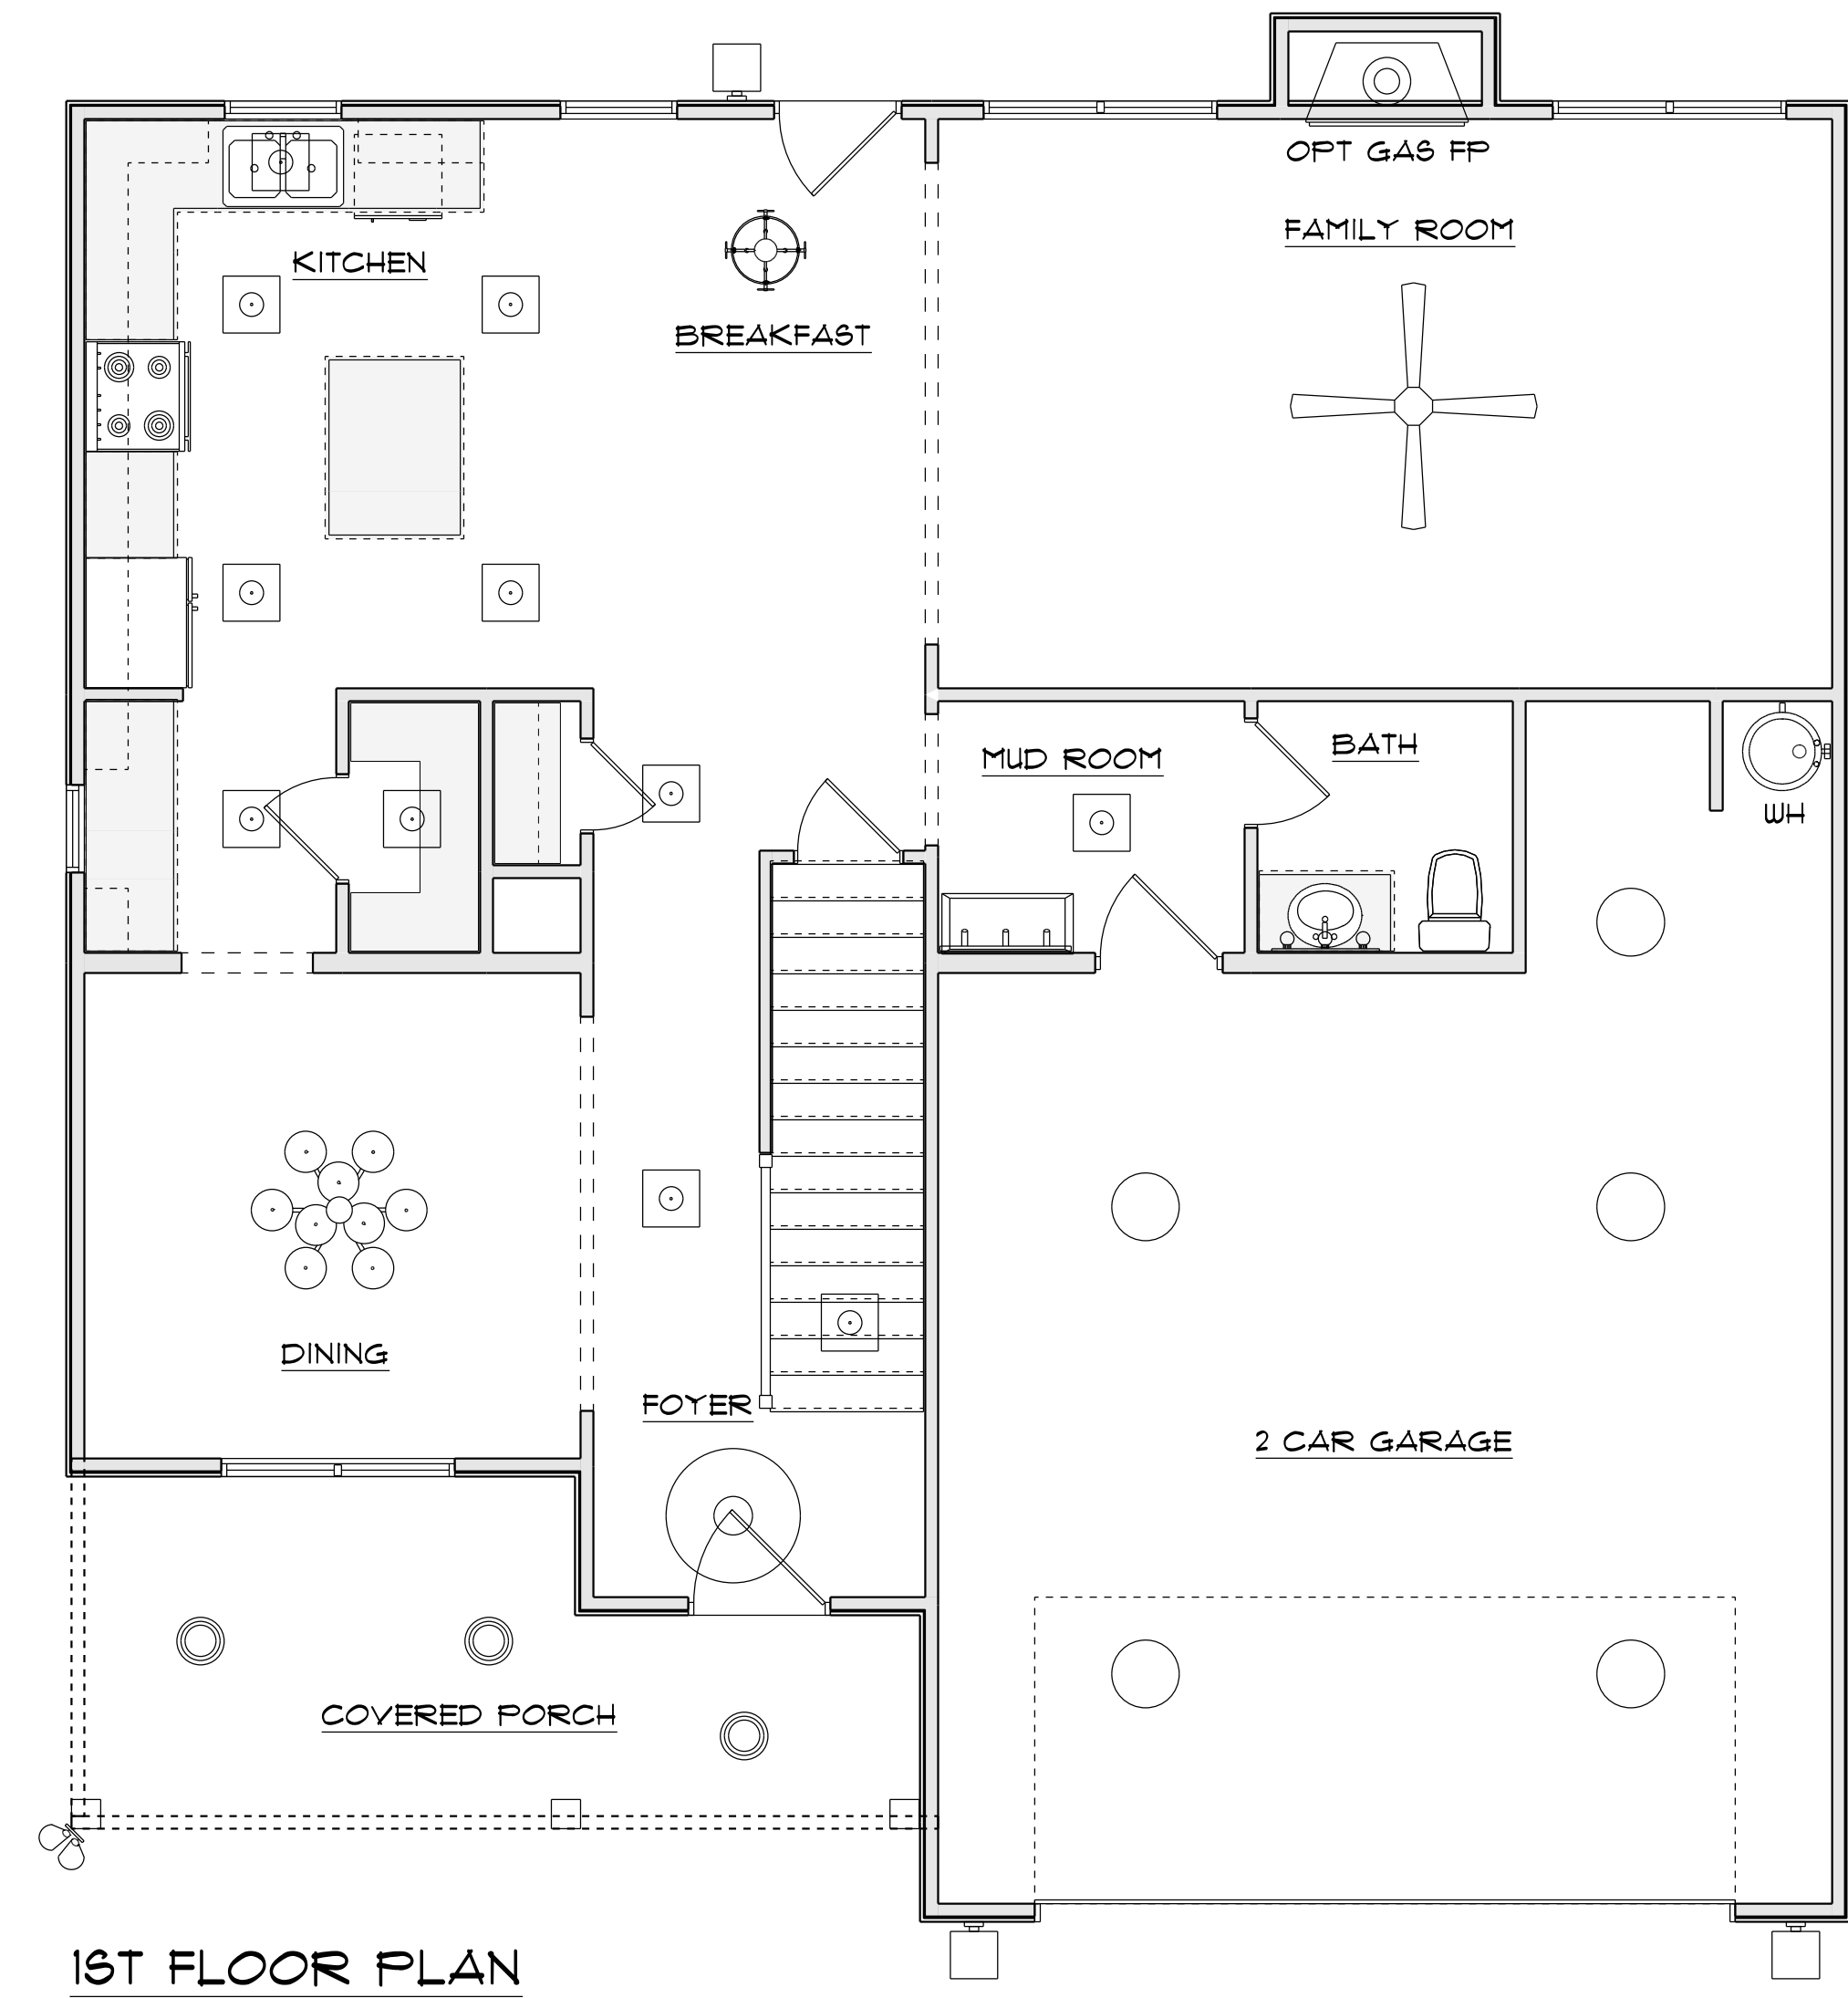 OPT GAS FP
FAMILY ROOM
KITCHEN
BREAKFAST
MUD ROOM
BATH
WH
DINING
FOYER
2 CAR GARAGE
COVERED PORCH
1ST FLOOR PLAN